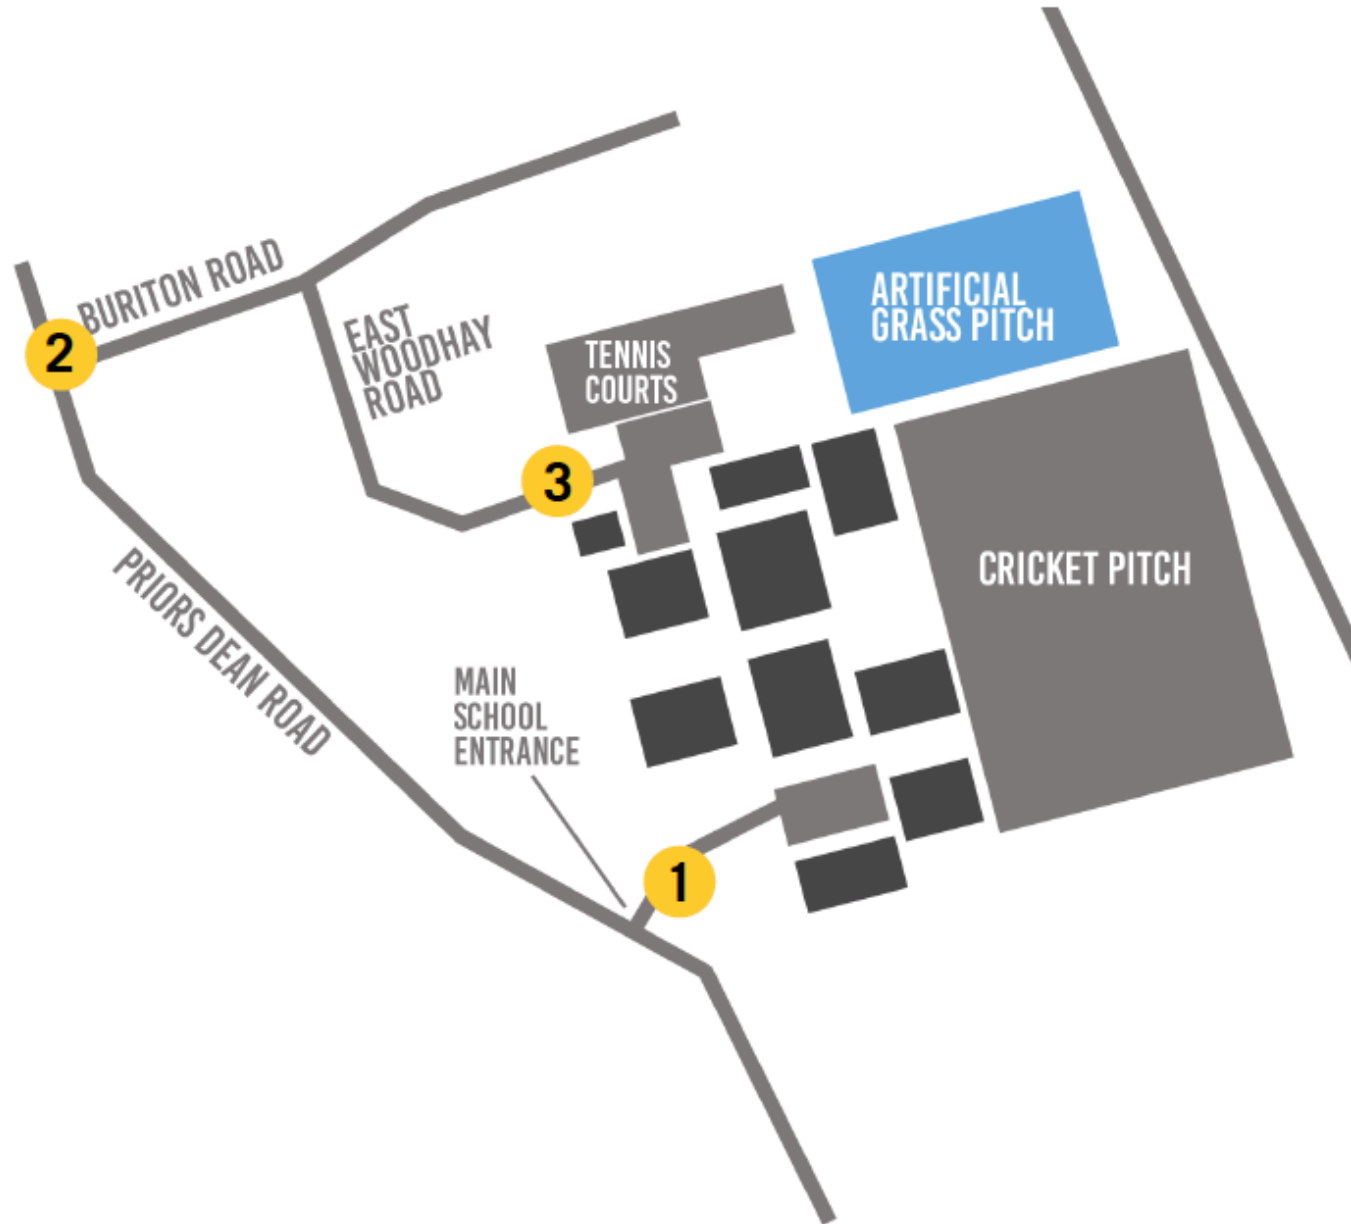 BURITON ROAD
2
EAST
WOODHAY
ROAD
ARTIFICIAL
GRASS PITCH
TENNIS
COURTS
3
CRICKET PITCH
PRIORS DEAN ROAD
MAIN
SCHOOL
ENTRANCE
1